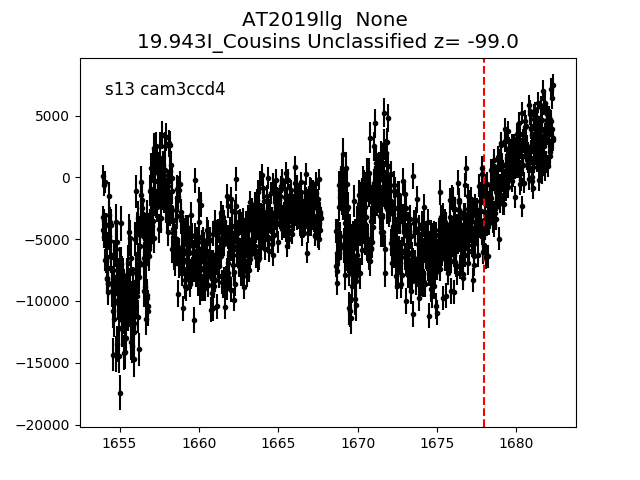 AT2019llg  None
19.943I_Cousins Unclassified z= -99.0
s13 cam3ccd4
5000
0
−5000
−10000
−15000
−20000
1655 1660 1665 1670 1675 1680